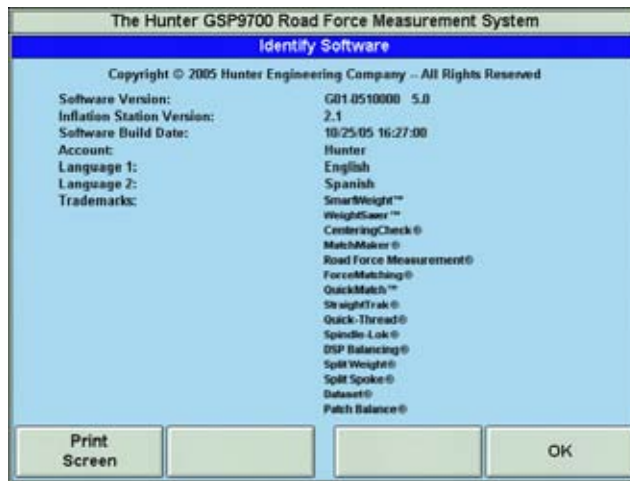 The Hunter GSP9700 Road Force Measurement System
Identify Software
Copyright © 2005 Hunter Engineering Company -- All Rights Reserved
Software Version: G01-0510000 5.0
Inflation Station Version: 2.1
Software Build Date: 10/25/05 16:27:00
Account: Hunter
Language 1: English
Language 2: Spanish
Trademarks: SmartWeight™
WeightSaver™
CenteringCheck®
MatchMaker®
Road Force Measurement®
ForceMatching®
QuickMatch™
StraightTrak®
Quick-Thread®
Spindle-Lok®
DSP Balancing®
Split Weight®
Split Spoke®
Dataset®
Patch Balance®
Print Screen
OK